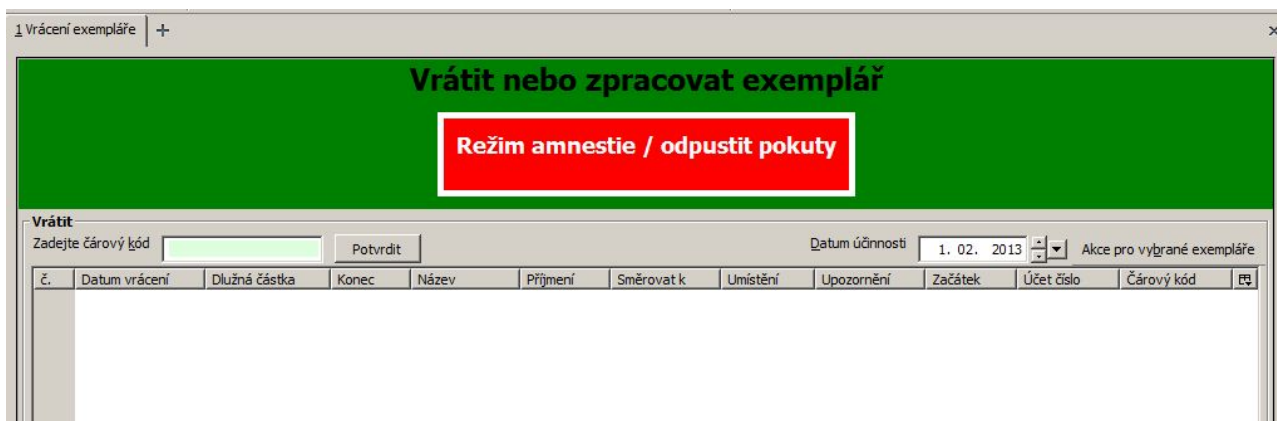 1 Vrácení exempláře
Vrátit nebo zpracovat exemplář
Režim amnestie / odpustit pokuty
Vrátit
Zadejte čárový kód Potvrdit Datum účinnosti 1. 02. 2013 Akce pro vybrané exempláře
č. Datum vrácení Dlužná částka Konec Název Příjmení Směrovat k Umístění Upozornění Začátek Účet číslo Čárový kód